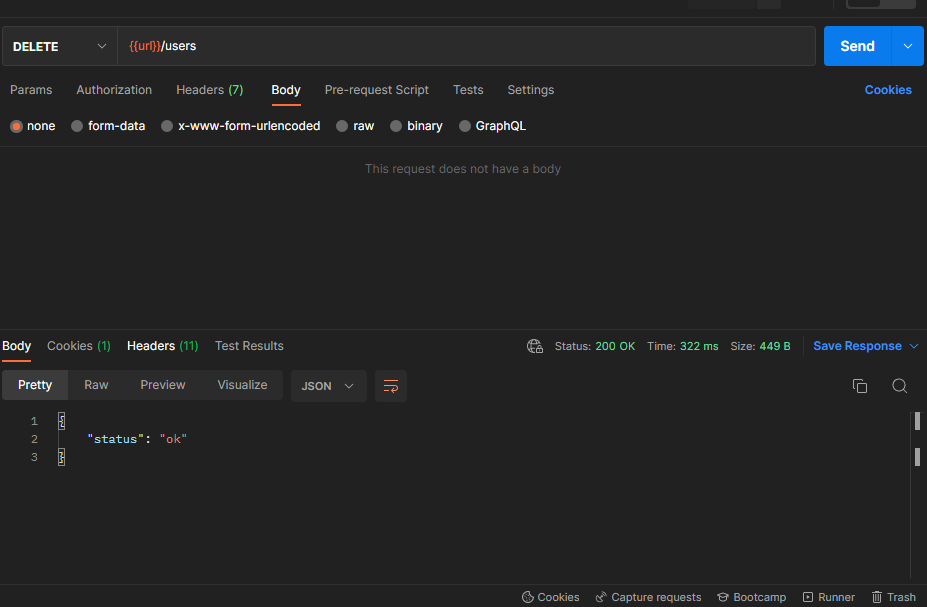 DELETE {{url}}/users Send
Params Authorization Headers (7) Body Pre-request Script Tests Settings Cookies
none form-data x-www-form-urlencoded raw binary GraphQL
This request does not have a body
Body Cookies (1) Headers (11) Test Results Status: 200 OK Time: 322 ms Size: 449 B Save Response
Pretty Raw Preview Visualize JSON
1 {
2 "status": "ok"
3 }
Cookies Capture requests Bootcamp Runner Trash